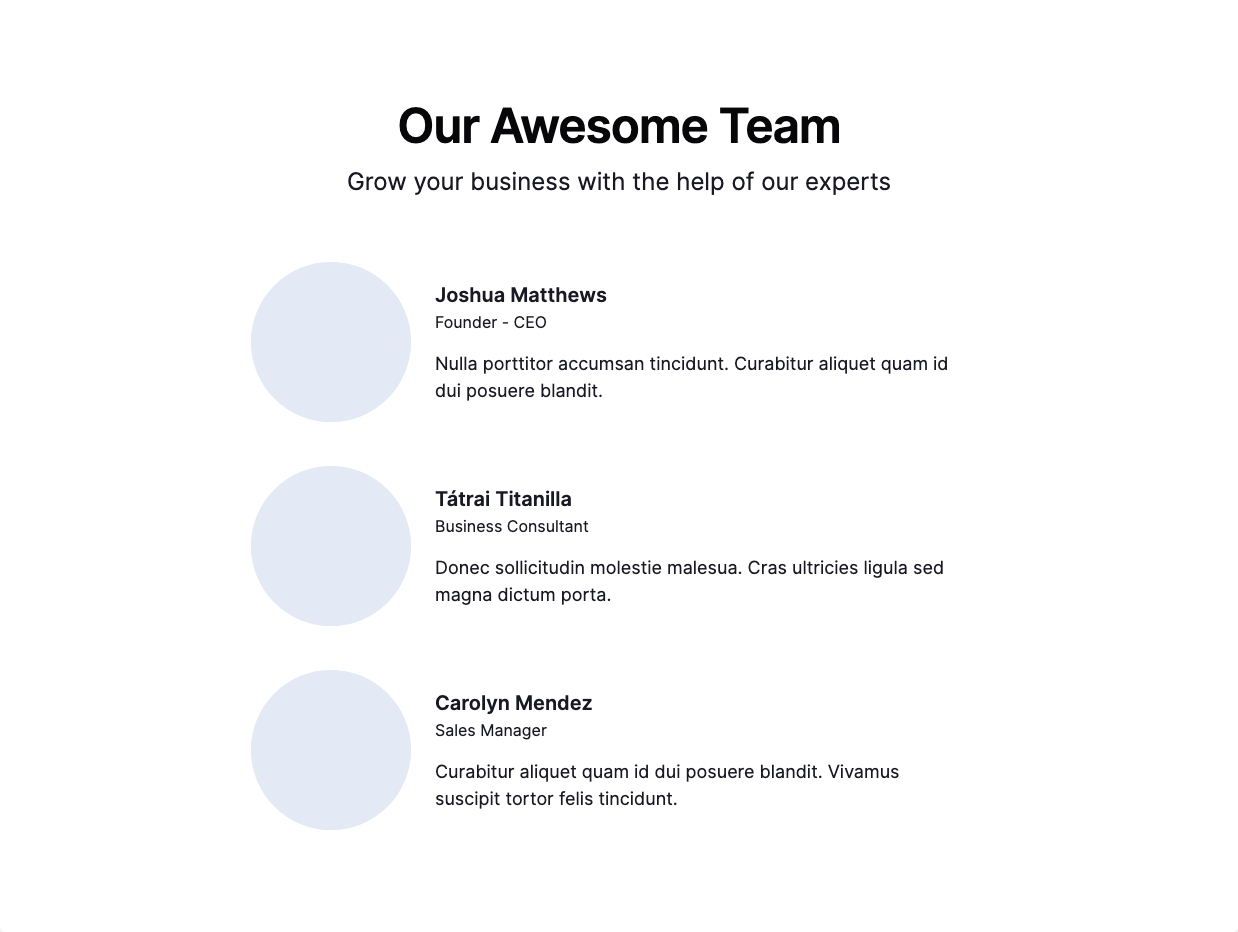 Our Awesome Team
Grow your business with the help of our experts
Joshua Matthews
Founder - CEO
Nulla porttitor accumsan tincidunt. Curabitur aliquet quam id
dui posuere blandit.
Tátrai Titanilla
Business Consultant
Donec sollicitudin molestie malesua. Cras ultricies ligula sed
magna dictum porta.
Carolyn Mendez
Sales Manager
Curabitur aliquet quam id dui posuere blandit. Vivamus
suscipit tortor felis tincidunt.